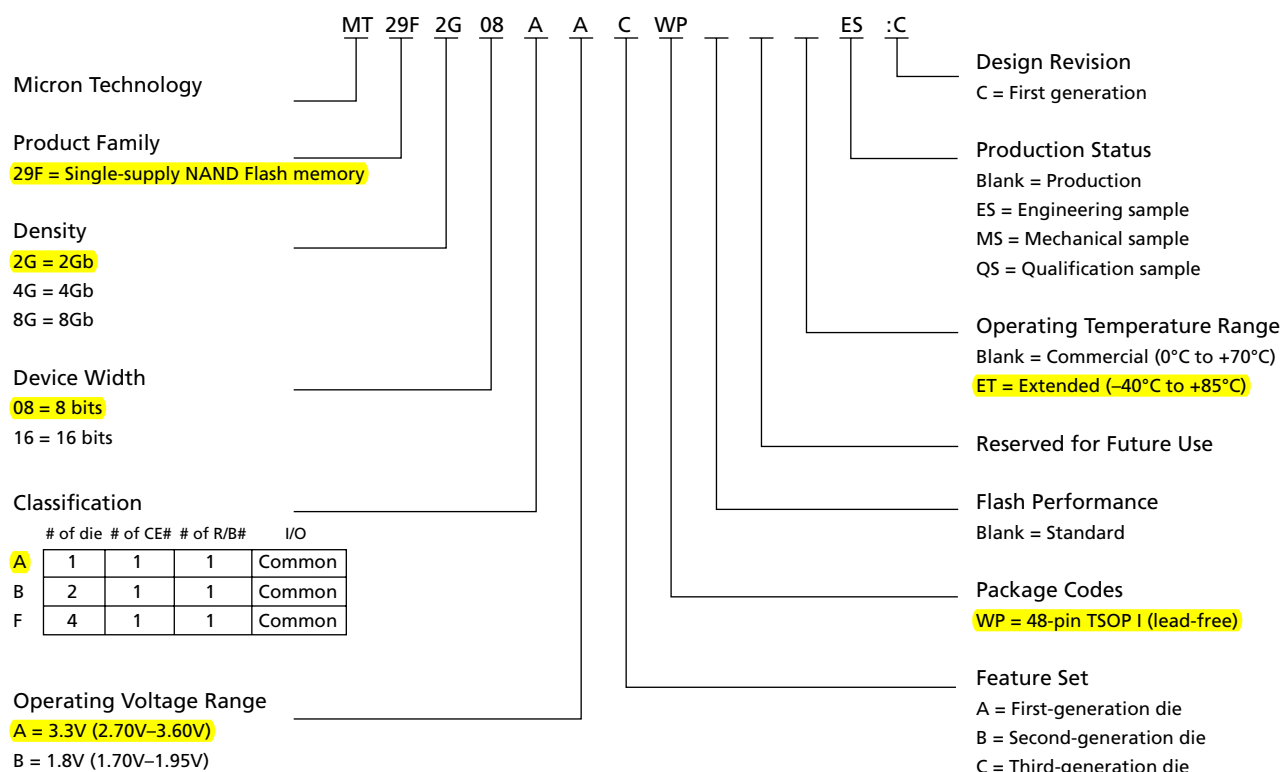 MT 29F 2G 08 A A C WP ES :C
Micron Technology
Product Family
29F = Single-supply NAND Flash memory
Density
2G = 2Gb
4G = 4Gb
8G = 8Gb
Device Width
08 = 8 bits
16 = 16 bits
Classification
# of die # of CE# # of R/B# I/O
A 1 1 1 Common
B 2 1 1 Common
F 4 1 1 Common
Operating Voltage Range
A = 3.3V (2.70V–3.60V)
B = 1.8V (1.70V–1.95V)
Design Revision
C = First generation
Production Status
Blank = Production
ES = Engineering sample
MS = Mechanical sample
QS = Qualification sample
Operating Temperature Range
Blank = Commercial (0°C to +70°C)
ET = Extended (–40°C to +85°C)
Reserved for Future Use
Flash Performance
Blank = Standard
Package Codes
WP = 48-pin TSOP I (lead-free)
Feature Set
A = First-generation die
B = Second-generation die
C = Third-generation die